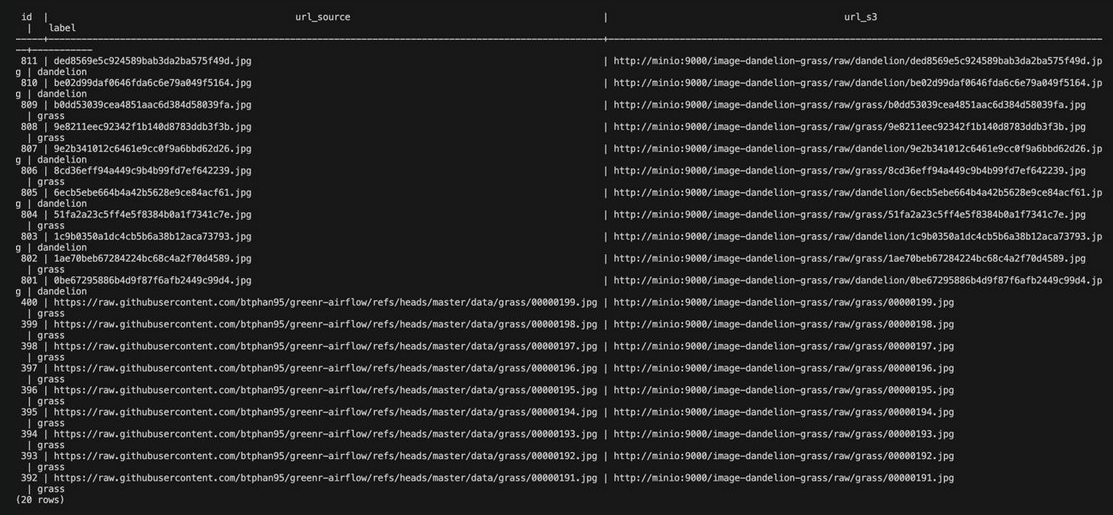 id | url_source | url_s3
| label
-----+-----------------------------------------------------------------------------------------+--------------------------------------------------------------------------------
--+-----------
811 | ded8569e5c924589bab3da2ba575f49d.jpg | http://minio:9000/image-dandelion-grass/raw/dandelion/ded8569e5c924589bab3da2ba575f49d.jp
g | dandelion
810 | be02d99daf0646fda6c6e79a049f5164.jpg | http://minio:9000/image-dandelion-grass/raw/dandelion/be02d99daf0646fda6c6e79a049f5164.jp
g | dandelion
809 | b0dd53039cea4851aac6d384d58039fa.jpg | http://minio:9000/image-dandelion-grass/raw/grass/b0dd53039cea4851aac6d384d58039fa.jpg
| grass
808 | 9e8211eec92342f1b140d8783ddb3f3b.jpg | http://minio:9000/image-dandelion-grass/raw/grass/9e8211eec92342f1b140d8783ddb3f3b.jpg
| grass
807 | 9e2b341012c6461e9cc0f9a6bbd62d26.jpg | http://minio:9000/image-dandelion-grass/raw/dandelion/9e2b341012c6461e9cc0f9a6bbd62d26.jp
g | dandelion
806 | 8cd36eff94a449c9b4b99fd7ef642239.jpg | http://minio:9000/image-dandelion-grass/raw/grass/8cd36eff94a449c9b4b99fd7ef642239.jpg
| grass
805 | 6ecb5ebe664b4a42b5628e9ce84acf61.jpg | http://minio:9000/image-dandelion-grass/raw/dandelion/6ecb5ebe664b4a42b5628e9ce84acf61.jp
g | dandelion
804 | 51fa2a23c5ff4e5f8384b0a1f7341c7e.jpg | http://minio:9000/image-dandelion-grass/raw/grass/51fa2a23c5ff4e5f8384b0a1f7341c7e.jpg
| grass
803 | 1c9b0350a1dc4cb5b6a38b12aca73793.jpg | http://minio:9000/image-dandelion-grass/raw/dandelion/1c9b0350a1dc4cb5b6a38b12aca73793.jp
g | dandelion
802 | 1ae70beb67284224bc68c4a2f70d4589.jpg | http://minio:9000/image-dandelion-grass/raw/grass/1ae70beb67284224bc68c4a2f70d4589.jpg
| grass
801 | 0be67295886b4d9f87f6afb2449c99d4.jpg | http://minio:9000/image-dandelion-grass/raw/dandelion/0be67295886b4d9f87f6afb2449c99d4.jp
g | dandelion
400 | https://raw.githubusercontent.com/btphan95/greenr-airflow/refs/heads/master/data/grass/00000199.jpg | http://minio:9000/image-dandelion-grass/raw/grass/00000199.jpg
| grass
399 | https://raw.githubusercontent.com/btphan95/greenr-airflow/refs/heads/master/data/grass/00000198.jpg | http://minio:9000/image-dandelion-grass/raw/grass/00000198.jpg
| grass
398 | https://raw.githubusercontent.com/btphan95/greenr-airflow/refs/heads/master/data/grass/00000197.jpg | http://minio:9000/image-dandelion-grass/raw/grass/00000197.jpg
| grass
397 | https://raw.githubusercontent.com/btphan95/greenr-airflow/refs/heads/master/data/grass/00000196.jpg | http://minio:9000/image-dandelion-grass/raw/grass/00000196.jpg
| grass
396 | https://raw.githubusercontent.com/btphan95/greenr-airflow/refs/heads/master/data/grass/00000195.jpg | http://minio:9000/image-dandelion-grass/raw/grass/00000195.jpg
| grass
395 | https://raw.githubusercontent.com/btphan95/greenr-airflow/refs/heads/master/data/grass/00000194.jpg | http://minio:9000/image-dandelion-grass/raw/grass/00000194.jpg
| grass
394 | https://raw.githubusercontent.com/btphan95/greenr-airflow/refs/heads/master/data/grass/00000193.jpg | http://minio:9000/image-dandelion-grass/raw/grass/00000193.jpg
| grass
393 | https://raw.githubusercontent.com/btphan95/greenr-airflow/refs/heads/master/data/grass/00000192.jpg | http://minio:9000/image-dandelion-grass/raw/grass/00000192.jpg
| grass
392 | https://raw.githubusercontent.com/btphan95/greenr-airflow/refs/heads/master/data/grass/00000191.jpg | http://minio:9000/image-dandelion-grass/raw/grass/00000191.jpg
| grass
(20 rows)